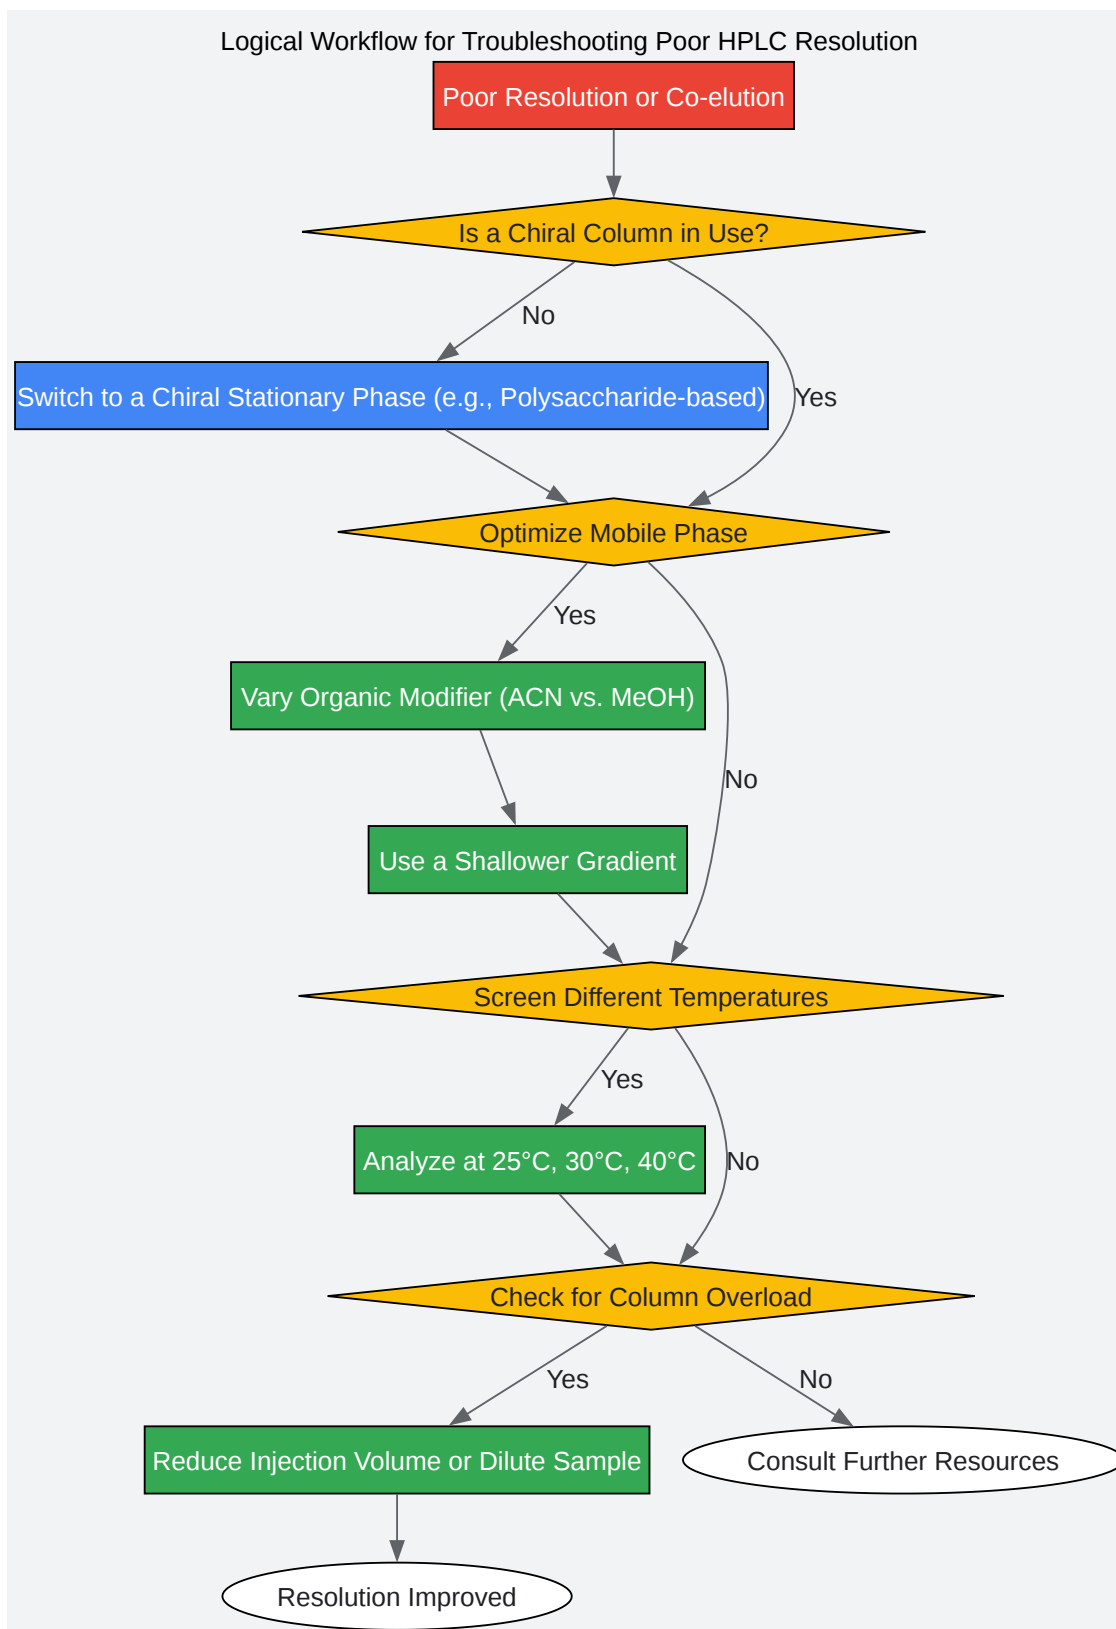 Logical Workflow for Troubleshooting Poor HPLC Resolution
Poor Resolution or Co-elution
Is a Chiral Column in Use?
No
Switch to a Chiral Stationary Phase (e.g., Polysaccharide-based)
Yes
Optimize Mobile Phase
Yes
Vary Organic Modifier (ACN vs. MeOH)
No
Use a Shallower Gradient
Screen Different Temperatures
Yes
Analyze at 25°C, 30°C, 40°C
No
Check for Column Overload
Yes
No
Reduce Injection Volume or Dilute Sample
Consult Further Resources
Resolution Improved